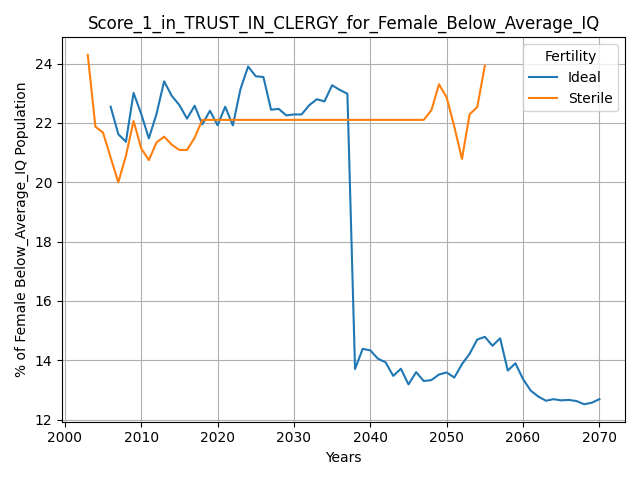 Score_1_in_TRUST_IN_CLERGY_for_Female_Below_Average_IQ
% of Female Below_Average_IQ Population
24
22
20
18
16
14
12
Fertility
Ideal
Sterile
2000 2010 2020 2030 2040 2050 2060 2070
Years